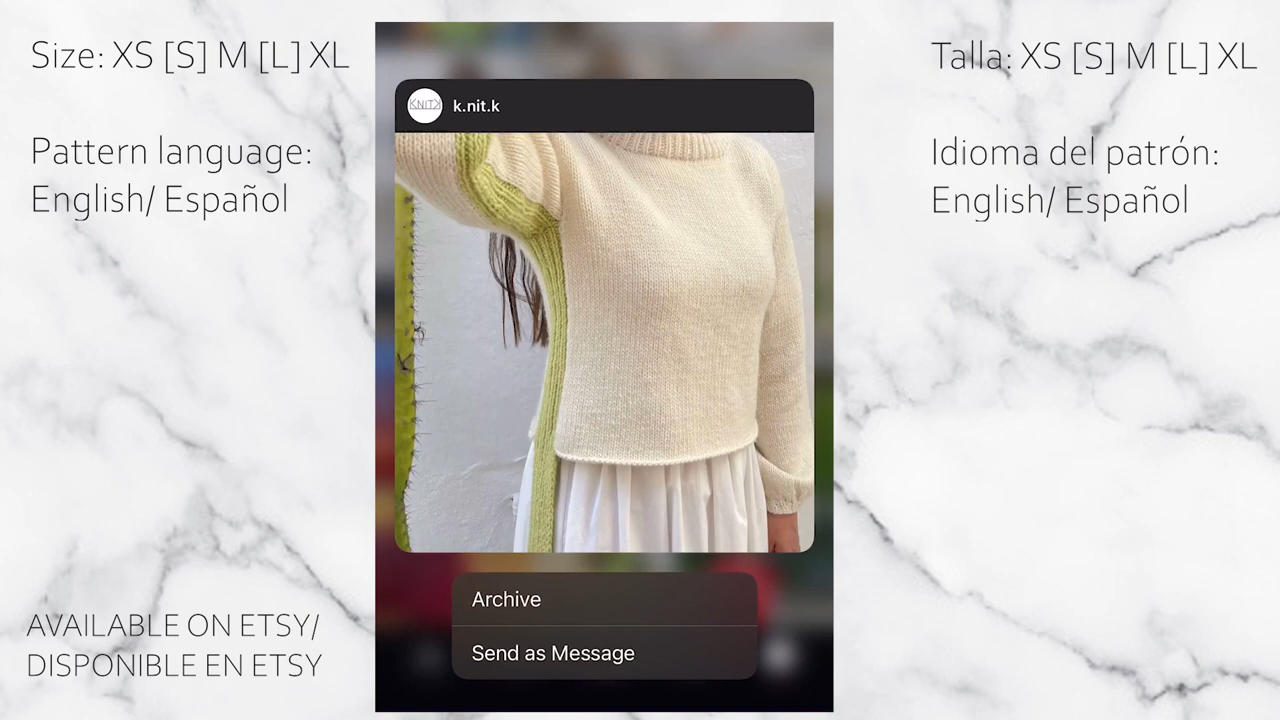 Size: XS [S] M [L] XL
Pattern language:
English/ Español
AVAILABLE ON ETSY/
DISPONIBLE EN ETSY
KNITK
k.nit.k
Archive
Send as Message
Talla: XS [S] M [L] XL
Idioma del patrón:
English/ Español